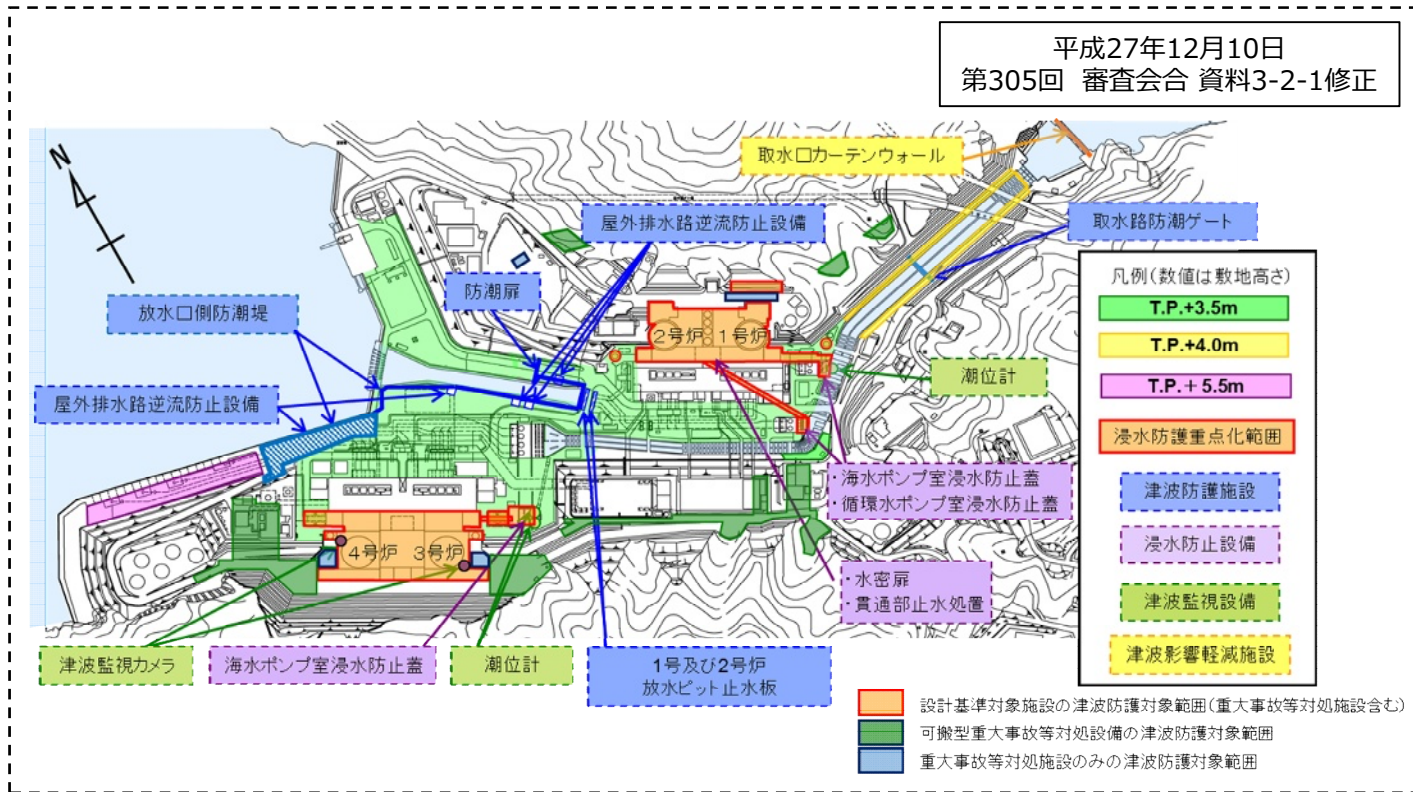 平成27年12月10日
第305回 審査会合 資料3-2-1修正
N
取水口カーテンウォール
屋外排水路逆流防止設備
取水路防潮ゲート
防潮扉
放水口側防潮堤
2号炉 1号炉
潮位計
屋外排水路逆流防止設備
・海水ポンプ室浸水防止蓋
循環水ポンプ室浸水防止蓋
4号炉 3号炉
・水密扉
・貫通部止水処置
津波監視カメラ
海水ポンプ室浸水防止蓋
潮位計
1号及び2号炉
放水ピット止水板
凡例(数値は敷地高さ)
T.P.+3.5m
T.P.+4.0m
T.P.+5.5m
浸水防護重点化範囲
津波防護施設
浸水防止設備
津波監視設備
津波影響軽減施設
設計基準対象施設の津波防護対象範囲(重大事故等対処施設含む)
可搬型重大事故等対処設備の津波防護対象範囲
重大事故等対処施設のみの津波防護対象範囲